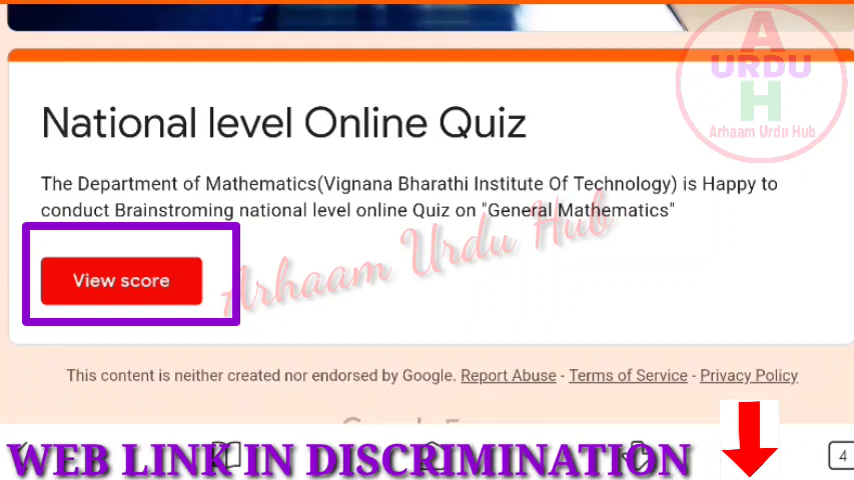 A
URDU
H
Arhaam Urdu Hub
National level Online Quiz
The Department of Mathematics(Vignana Bharathi Institute Of Technology) is Happy to
conduct Brainstroming national level online Quiz on "General Mathematics"
Arhaam Urdu Hub
View score
This content is neither created nor endorsed by Google. Report Abuse - Terms of Service - Privacy Policy
WEB LINK IN DISCRIMINATION
4